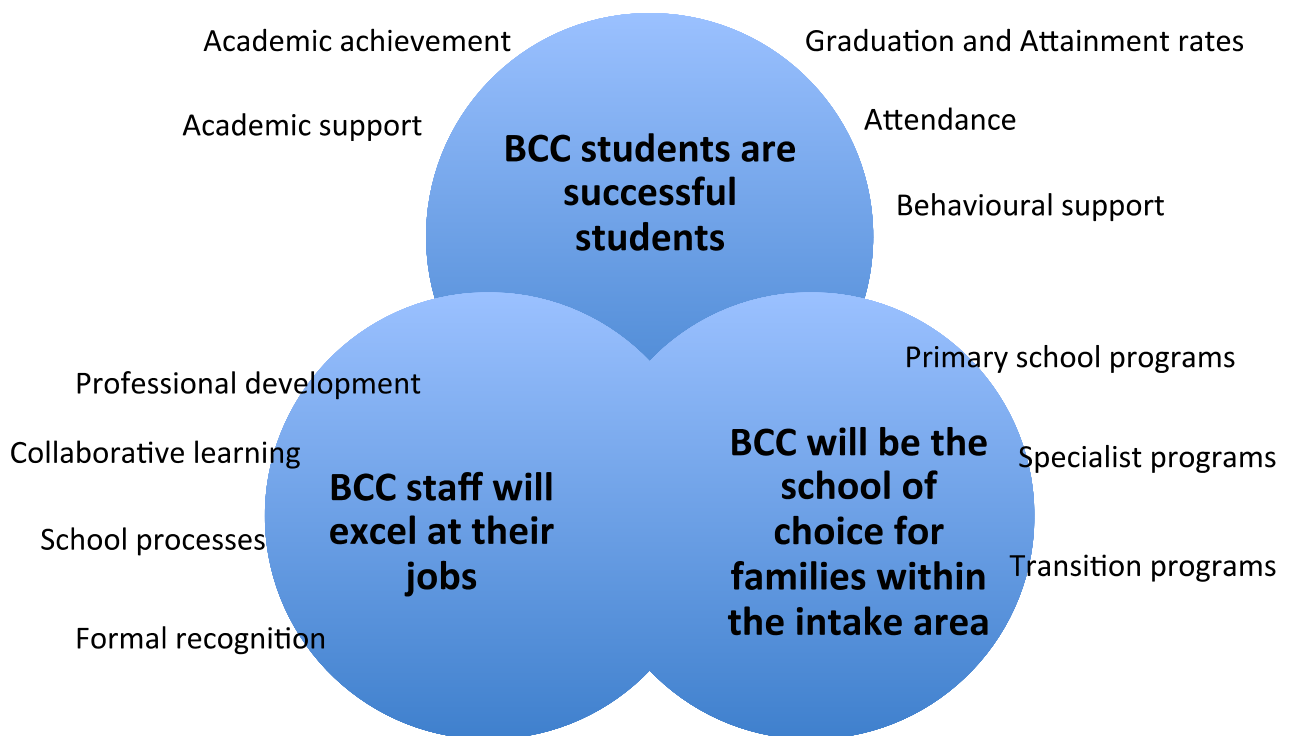 Academic achievement
Graduation and Attainment rates
Academic support
Attendance
BCC students are
successful
students
Behavioural support
Professional development
Primary school programs
Collaborative learning
BCC staff will
excel at their
jobs
School processes
Formal recognition
BCC will be the
school of
choice for
families within
the intake area
Specialist programs
Transition programs